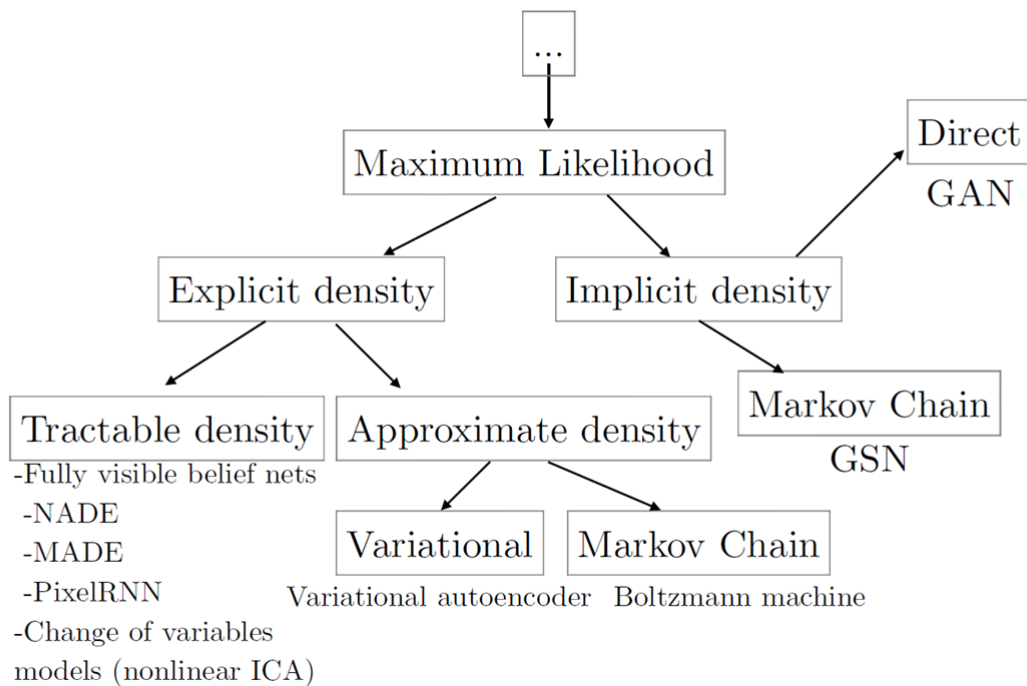 ...
Maximum Likelihood
Direct
GAN
Explicit density
Implicit density
Tractable density
Approximate density
Markov Chain
GSN
-Fully visible belief nets
-NADE
-MADE
-PixelRNN
-Change of variables
models (nonlinear ICA)
Variational
Markov Chain
Variational autoencoder
Boltzmann machine